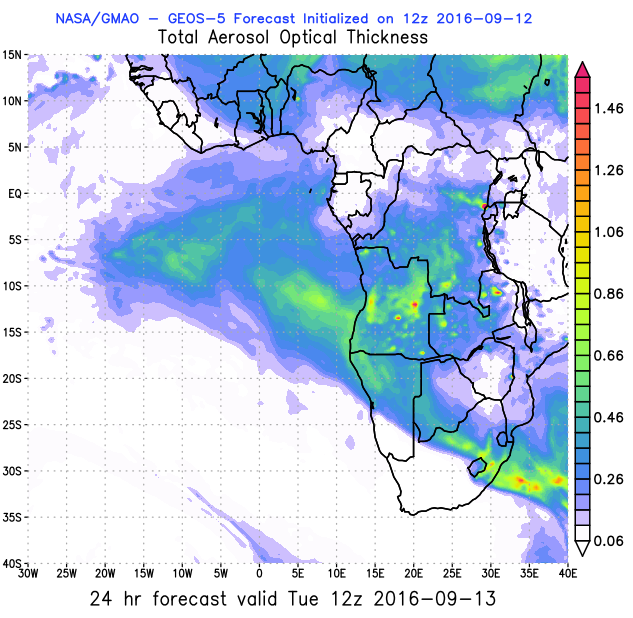 NASA/GMAO – GEOS–5 Forecast Initialized on 12z 2016–09–12
Total Aerosol Optical Thickness
15N
10N
5N
EQ
5S
10S
15S
20S
25S
30S
35S
40S
30W 25W 20W 15W 10W 5W 0 5E 10E 15E 20E 25E 30E 35E 40E
1.46
1.26
1.06
0.86
0.66
0.46
0.26
0.06
24 hr forecast valid Tue 12z 2016–09–13